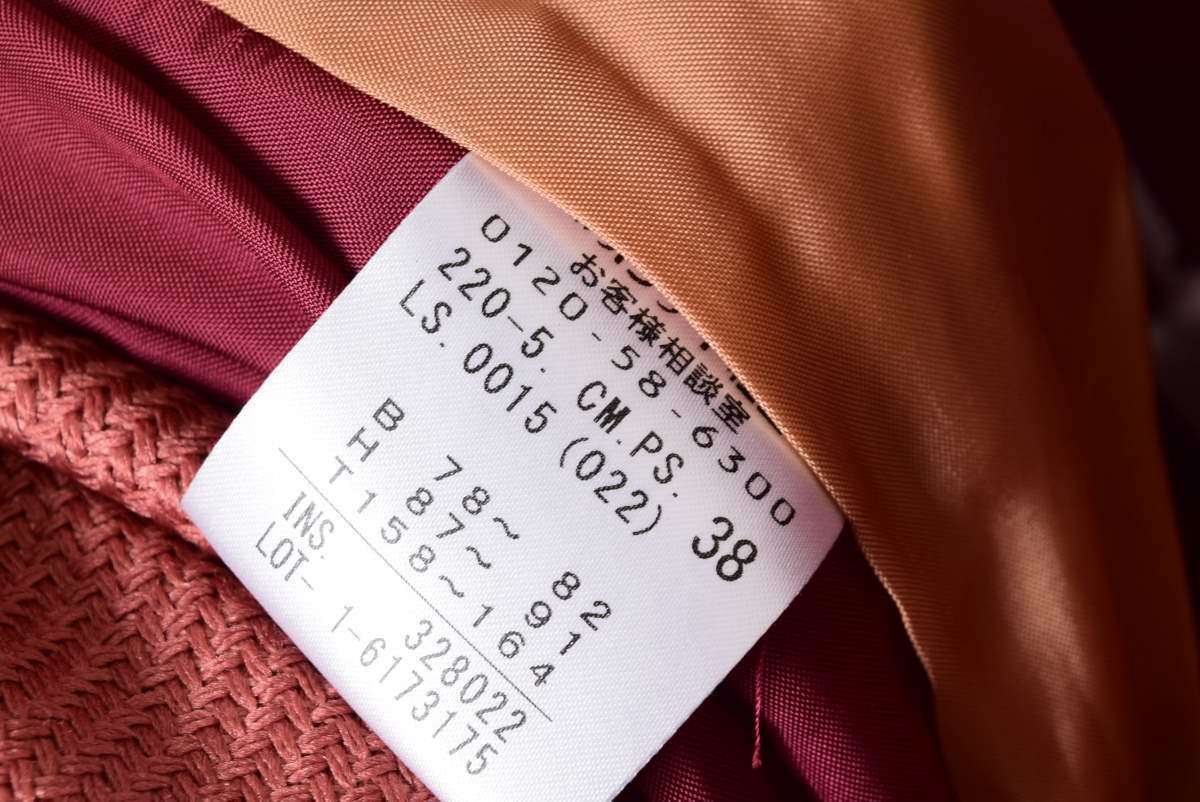 お客様相談室
0120-58-6300
220-5. CM.PS.
LS.0015(022) 38
B 78~ 82
H 87~ 91
T158~164
INS. 328022
LOT- 1-6173175